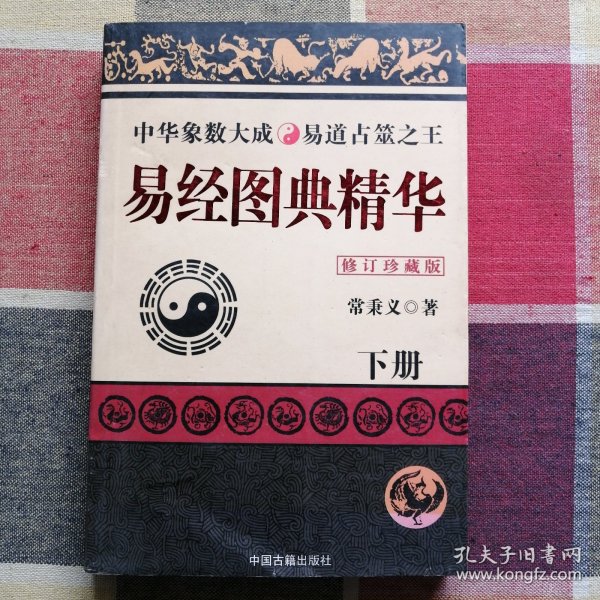 中华象数大成 易道占筮之王
易经图典精华
修订珍藏版
常秉义◎著
下册
中国古籍出版社
孔夫子旧书网
www.kongfz.com